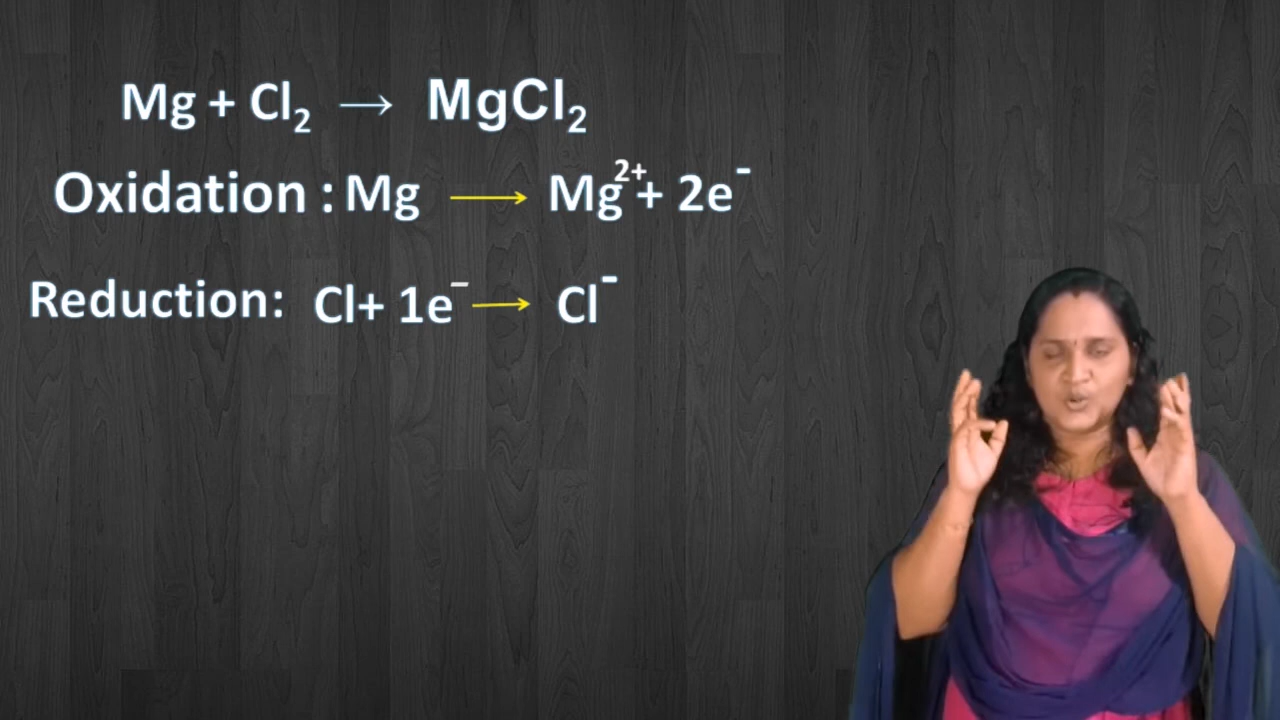 Mg + Cl₂ → MgCl₂
Oxidation : Mg → Mg²⁺+ 2e⁻
Reduction: Cl+ 1e⁻ → Cl⁻